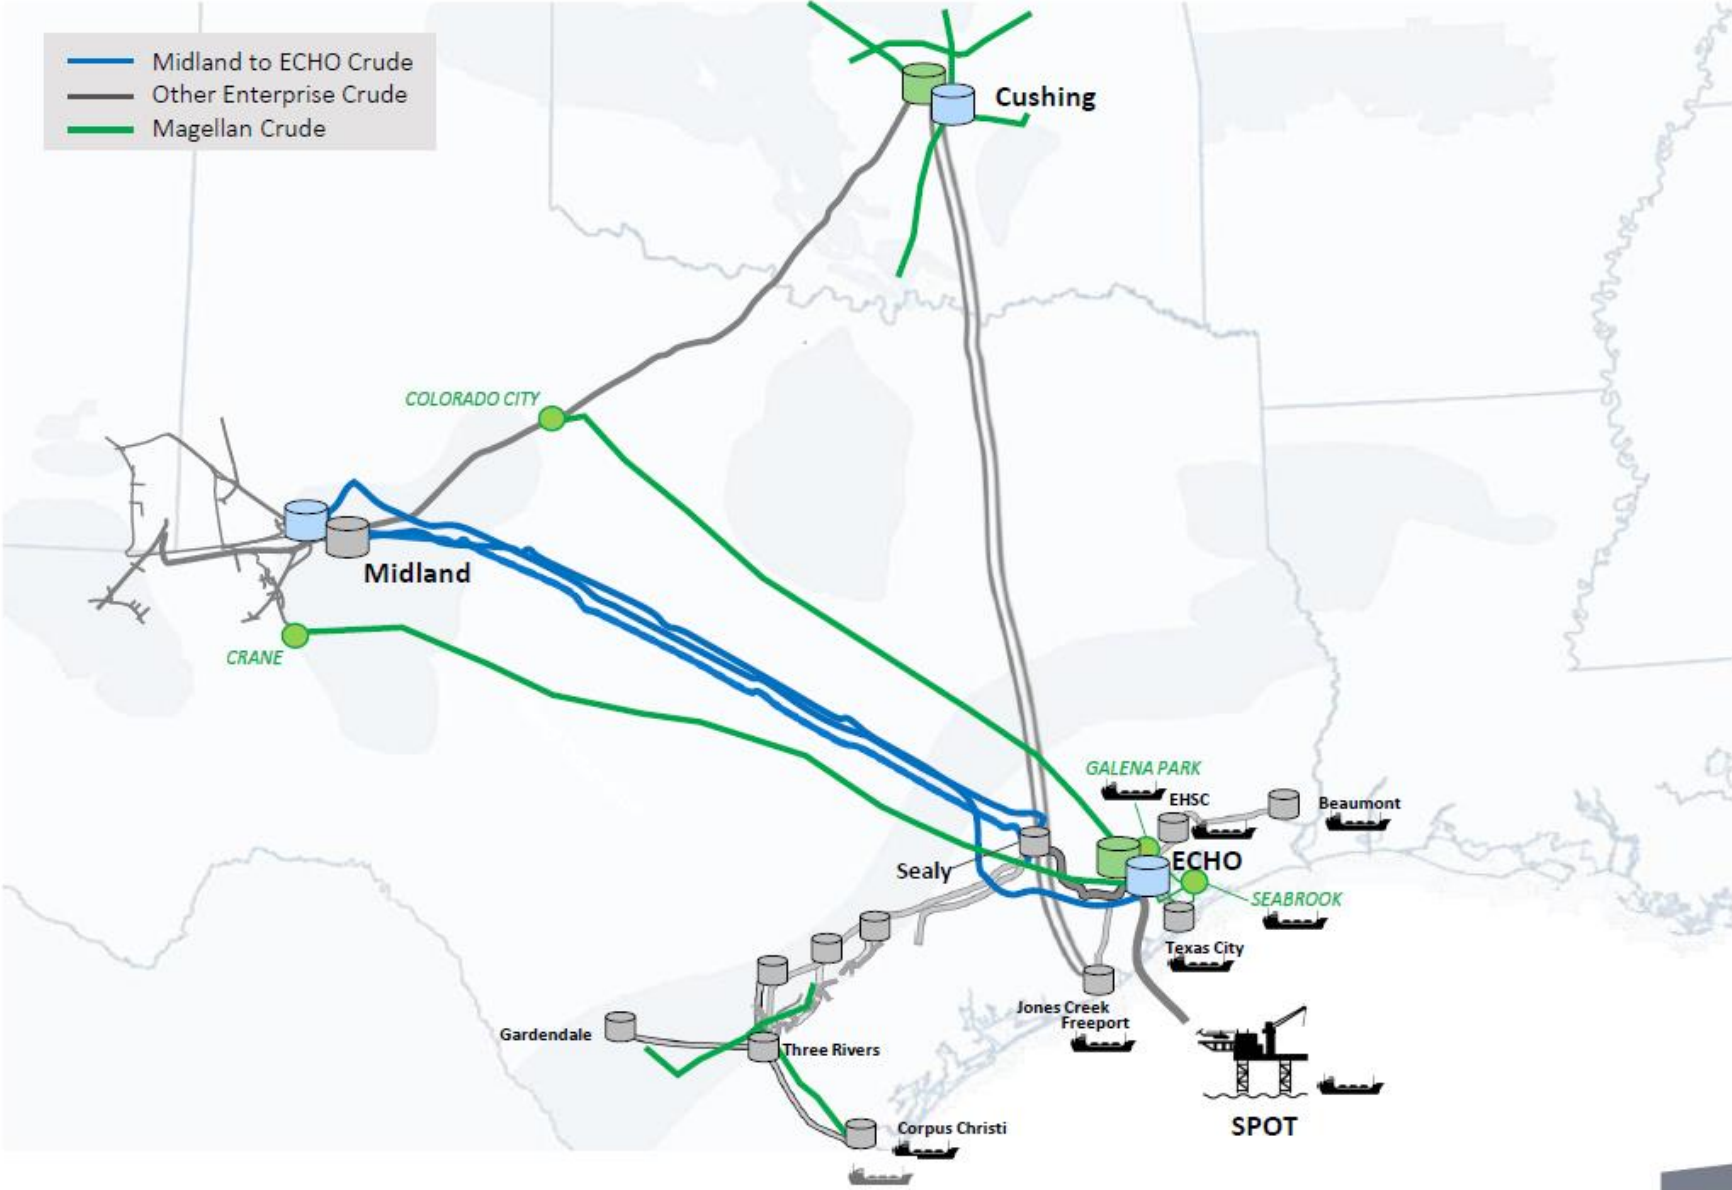 Midland to ECHO Crude
Other Enterprise Crude
Magellan Crude
Cushing
COLORADO CITY
Midland
CRANE
GALENA PARK
EHSC
Beaumont
ECHO
Sealy
SEABROOK
Texas City
Jones Creek
Freeport
Gardendale
Three Rivers
SPOT
Corpus Christi